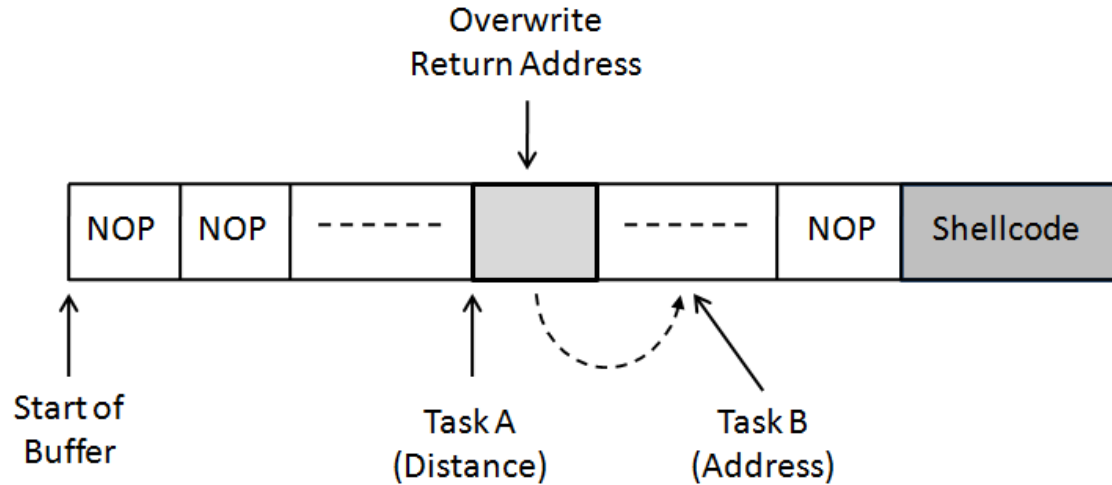 Overwrite
Return Address
NOP NOP ------- ------- NOP Shellcode
Start of
Buffer
Task A
(Distance)
Task B
(Address)